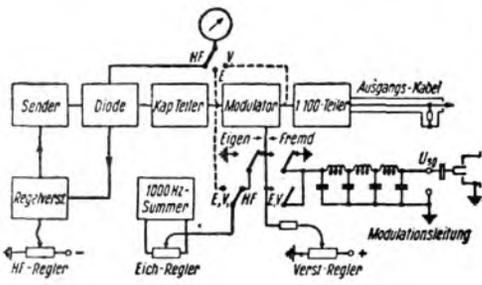 HF
V
E
Sender
Diode
Kap Teiler
Modulator
1:100-Teiler
Ausgangs-Kabel
Eigen
Fremd
Regelverst.
1000 Hz-
Summer
E,V
HF
E,V
U₅₀
Modulationsleitung
HF-Regler
Eich-Regler
Verst-Regler